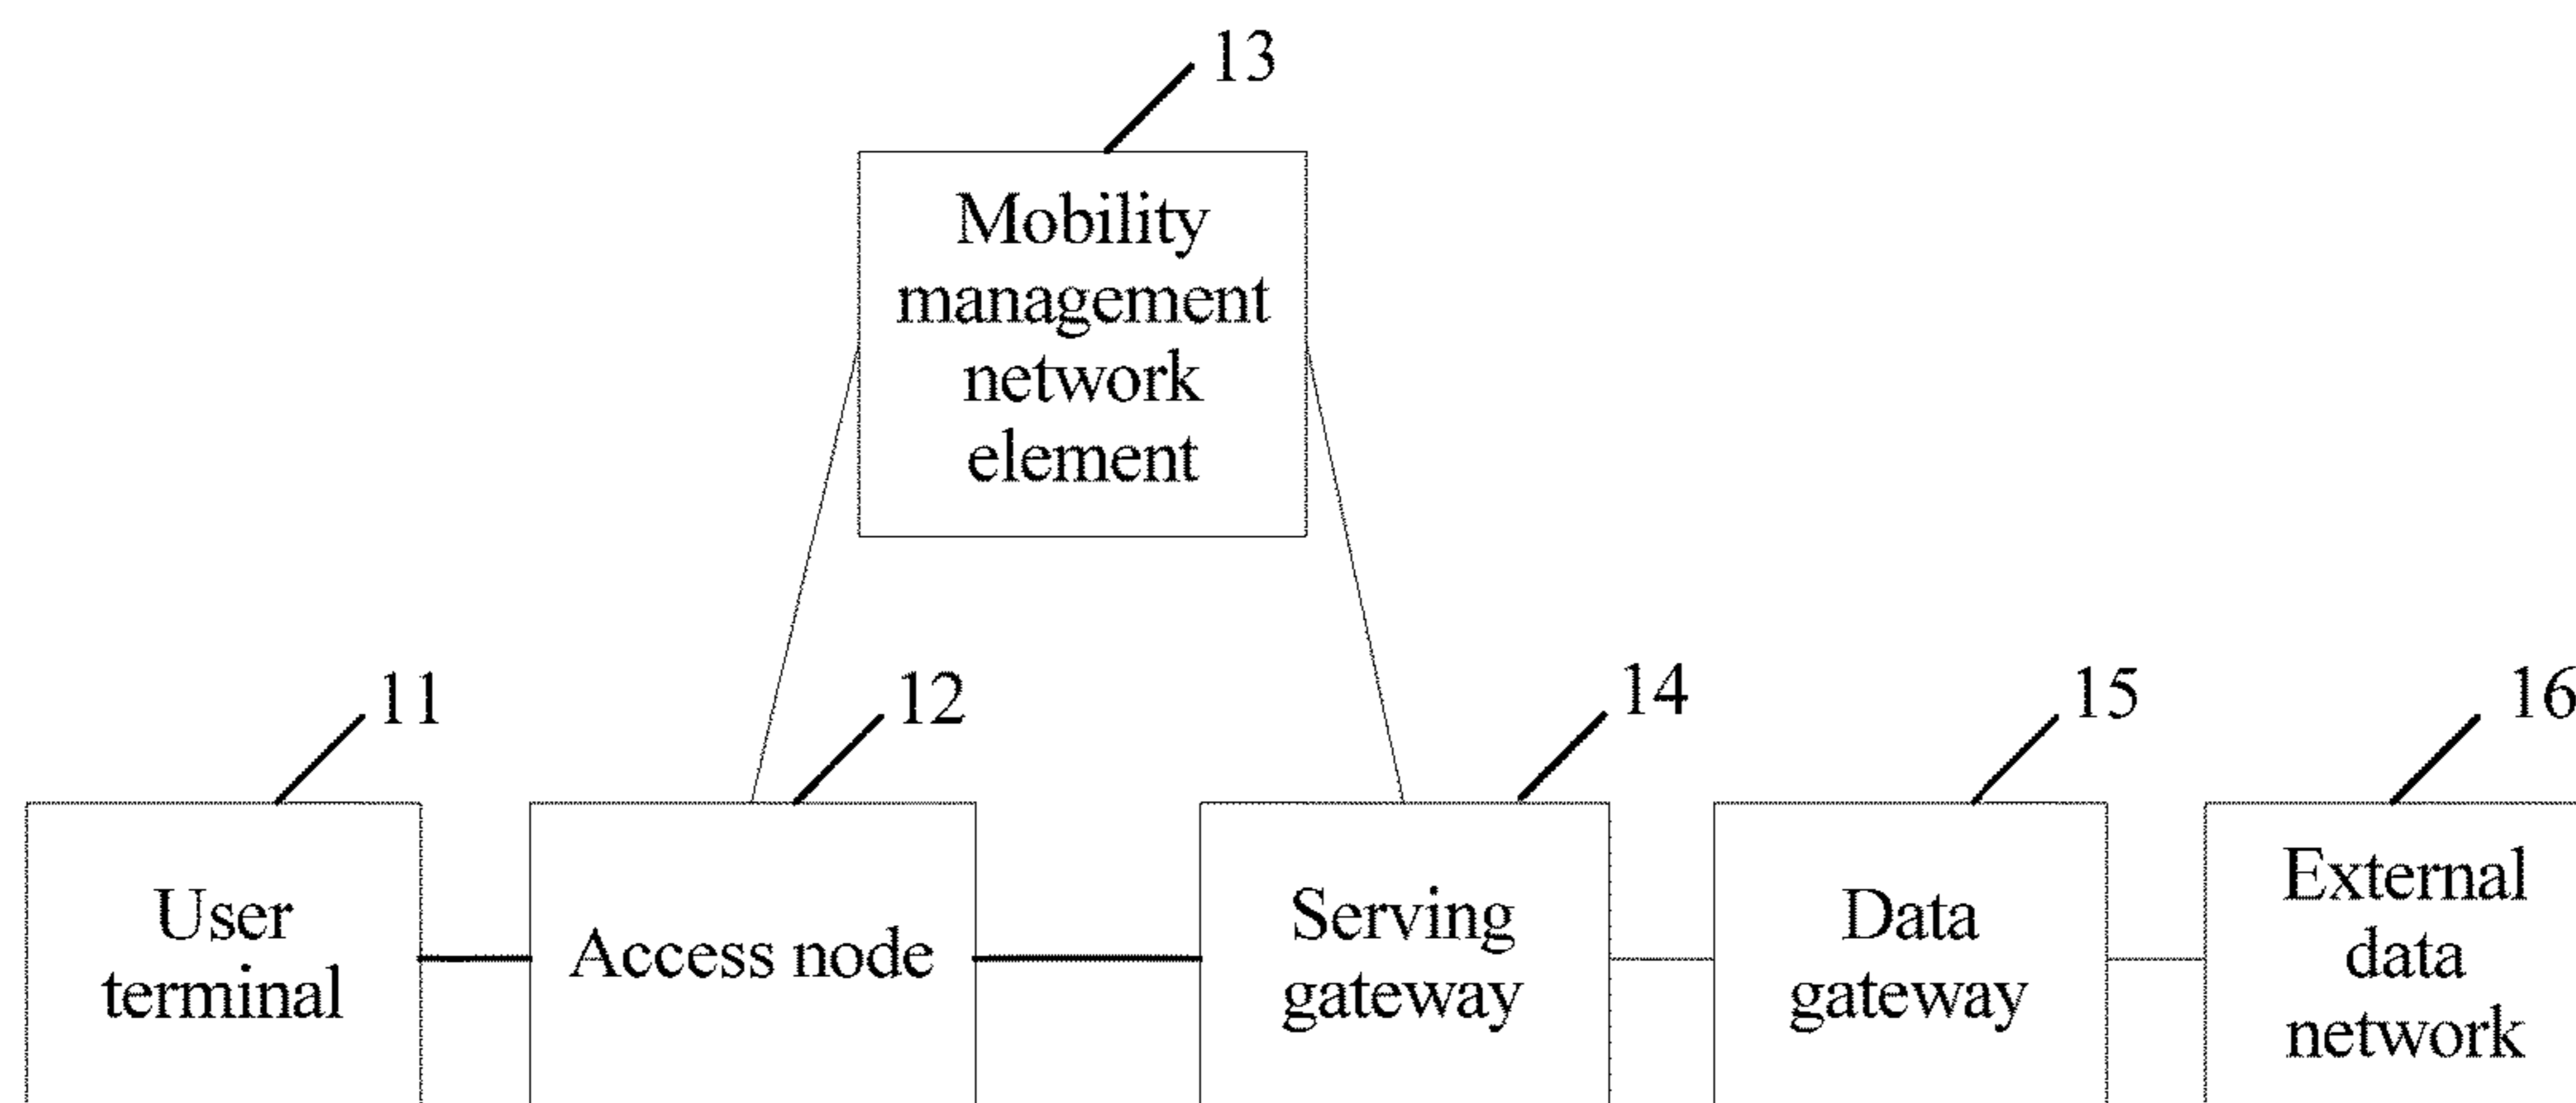 13
Mobility
management
network
element
11
12
14
15
16
User
terminal
Access node
Serving
gateway
Data
gateway
External
data
network